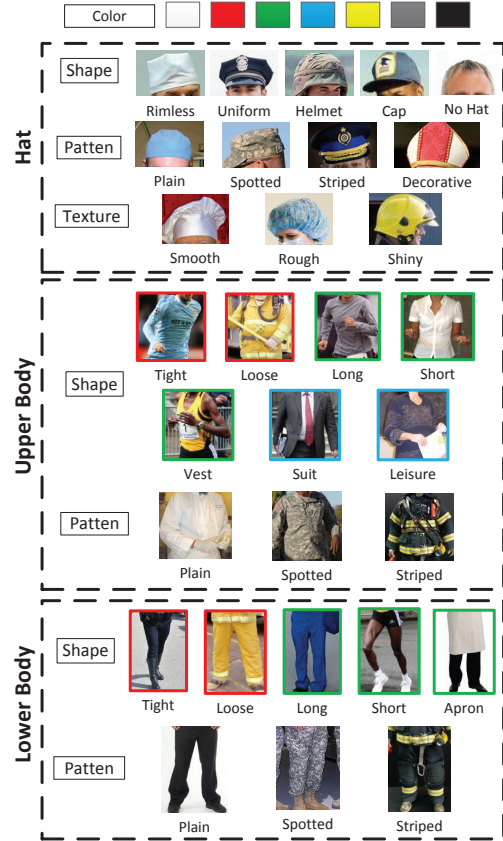 Color
Hat
Shape
Rimless Uniform Helmet Cap No Hat
Patten
Plain Spotted Striped Decorative
Texture
Smooth Rough Shiny
Upper Body
Shape
Tight Loose Long Short
Vest Suit Leisure
Patten
Plain Spotted Striped
Lower Body
Shape
Tight Loose Long Short Apron
Patten
Plain Spotted Striped